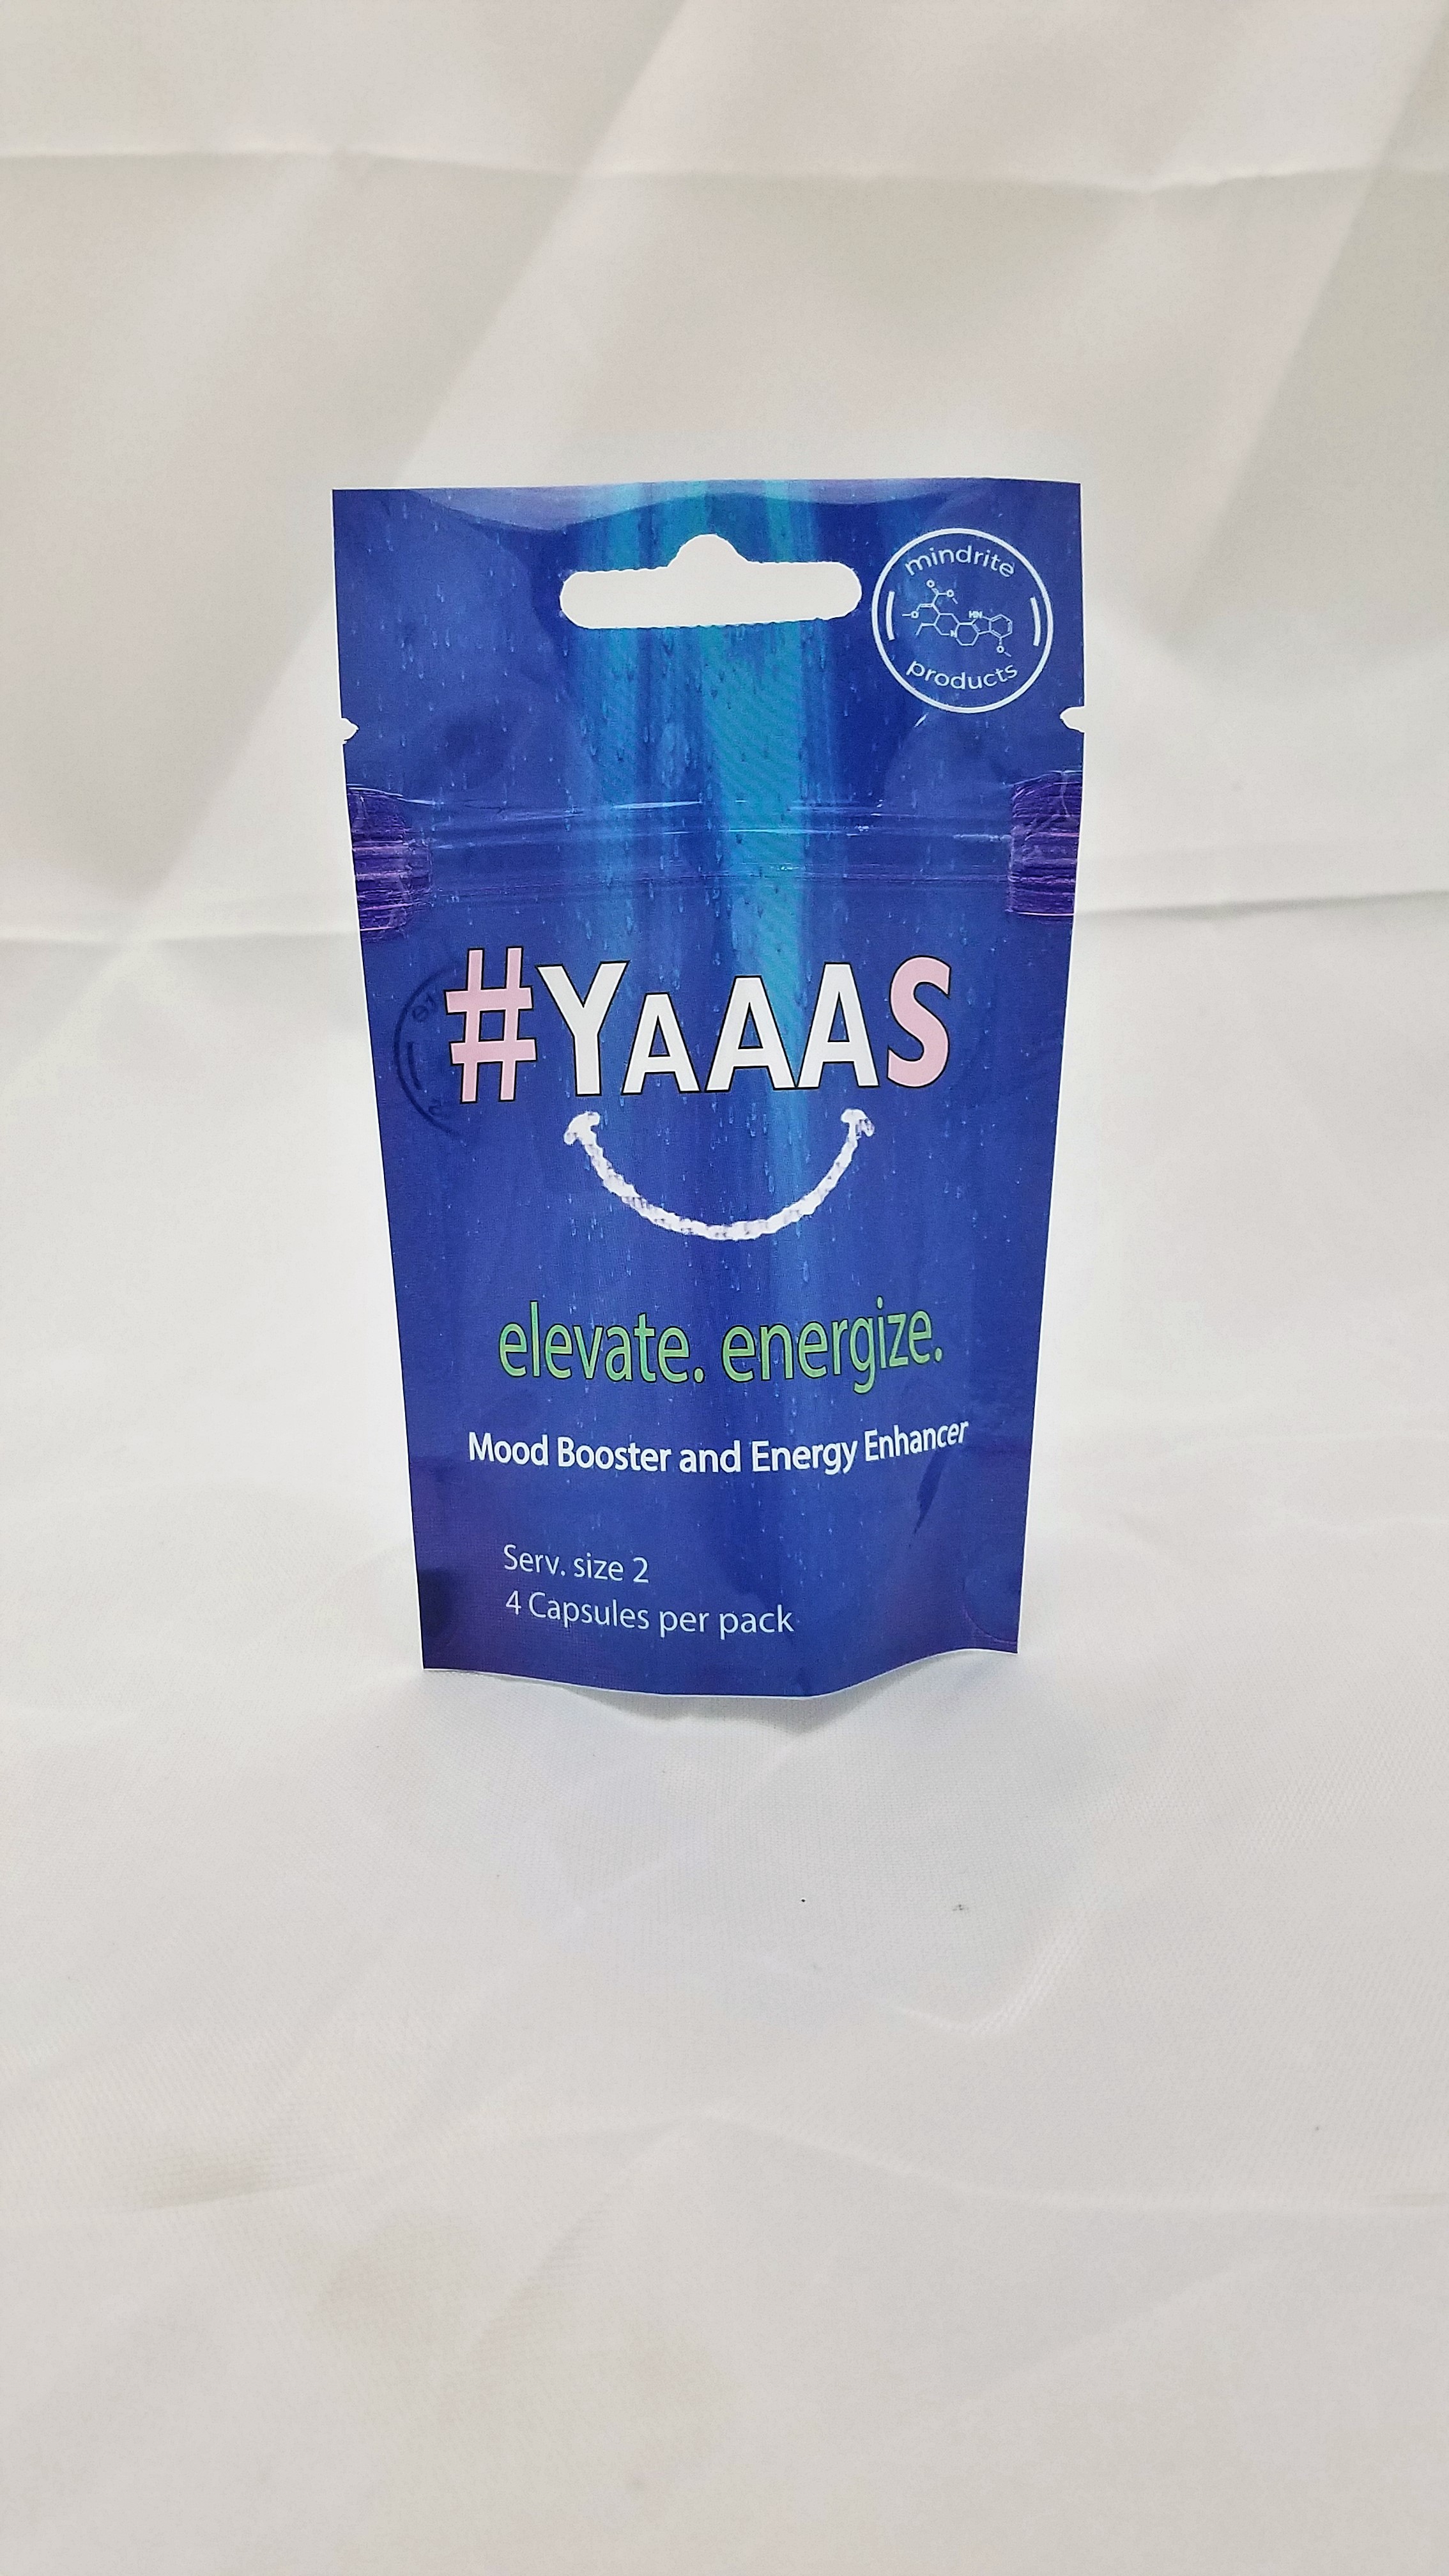 mindrite
products
#YAAAS
elevate. energize.
Mood Booster and Energy Enhancer
Serv. size 2
4 Capsules per pack